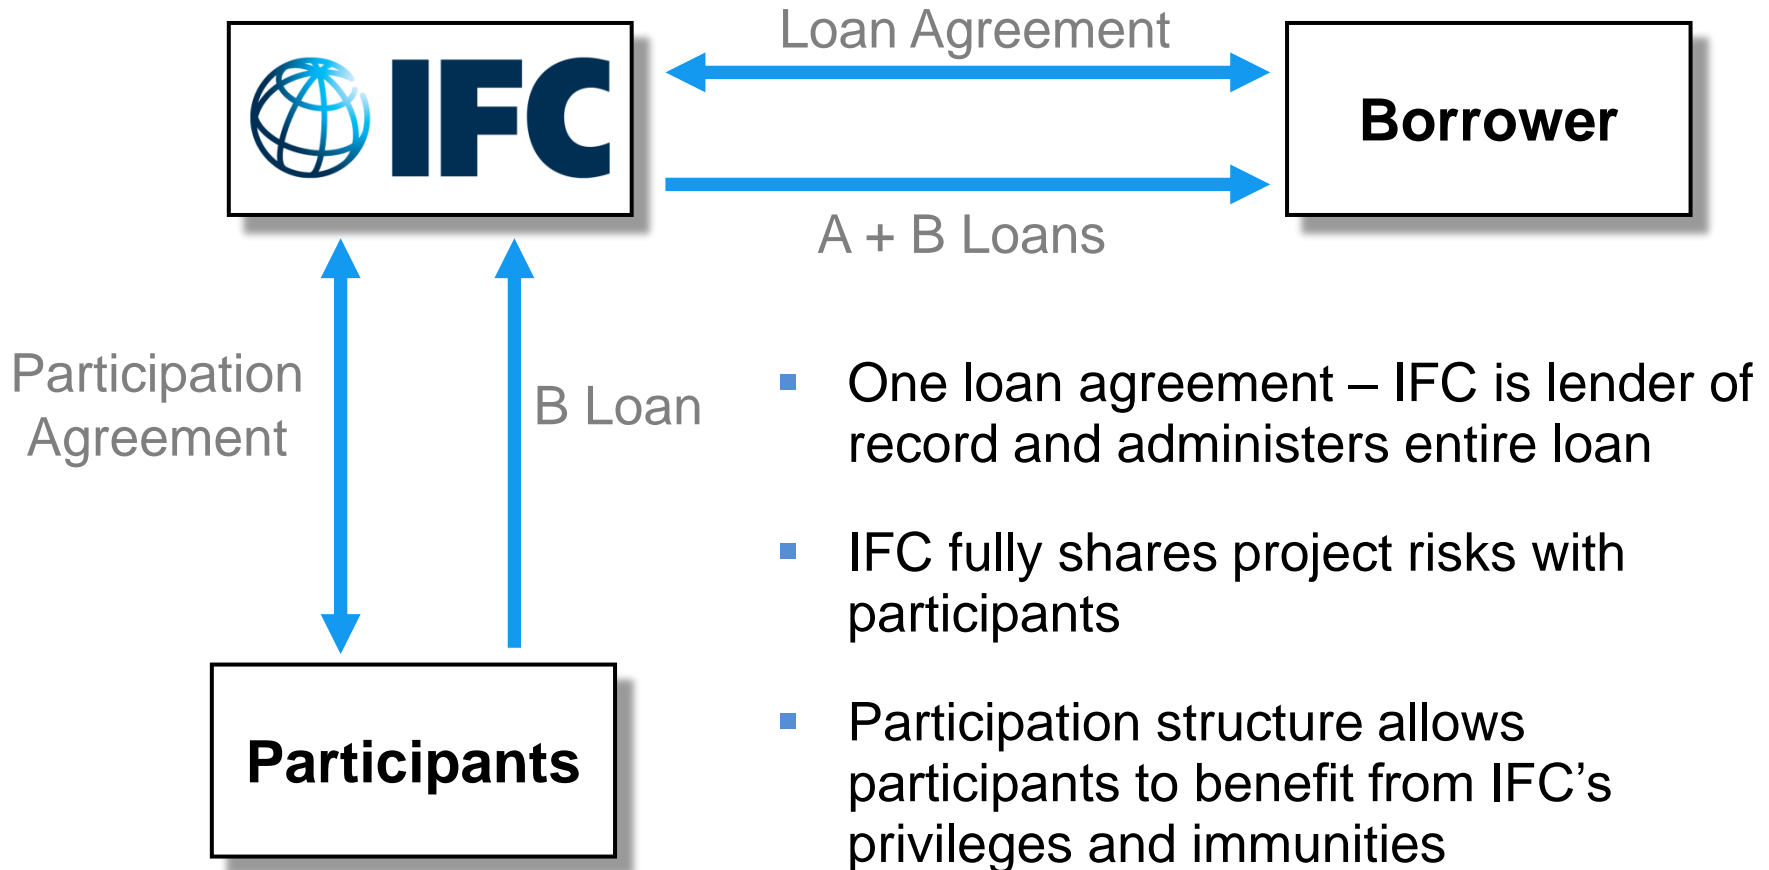 IFC
Loan Agreement
Borrower
A + B Loans
Participation
Agreement
B Loan
Participants
▪ One loan agreement – IFC is lender of
record and administers entire loan
▪ IFC fully shares project risks with
participants
▪ Participation structure allows
participants to benefit from IFC’s
privileges and immunities